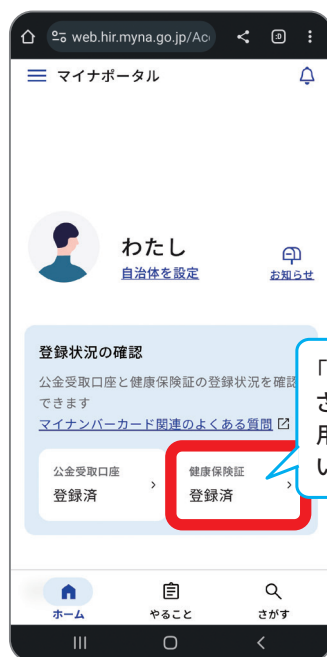 web.hir.myna.go.jp/Ac
マイナポータル
わたし
自治体を設定
お知らせ
登録状況の確認
公金受取口座と健康保険証の登録状況を確認
できます
マイナンバーカード関連のよくある質問
公金受取口座
登録済
健康保険証
登録済
「
さ
用
い
ホーム
やること
さがす